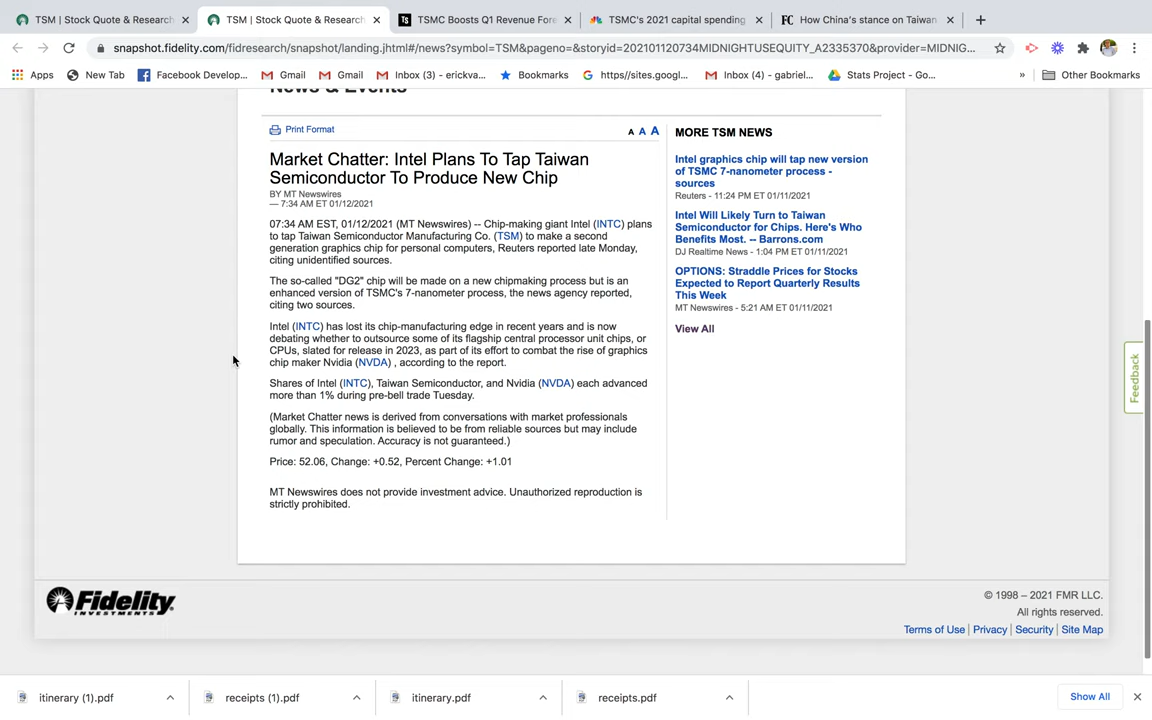 TSM | Stock Quote & Research
TSM | Stock Quote & Research
TSMC Boosts Q1 Revenue Fore
TSMC's 2021 capital spending
How China's stance on Taiwan
snapshot.fidelity.com/fidresearch/snapshot/landing.jhtml#/news?symbol=TSM&pageno=&storyid=202101120734MIDNIGHTUSEQUITY_A2335370&provider=MIDNIG...
Apps
New Tab
Facebook Develop...
Gmail
Gmail
Inbox (3) - erickva...
Bookmarks
https//sites.googl...
Inbox (4) - gabriel...
Stats Project - Go...
»
Other Bookmarks
News & Events
Print Format
A A A
Market Chatter: Intel Plans To Tap Taiwan
Semiconductor To Produce New Chip
BY MT Newswires
— 7:34 AM ET 01/12/2021
07:34 AM EST, 01/12/2021 (MT Newswires) -- Chip-making giant Intel (INTC) plans
to tap Taiwan Semiconductor Manufacturing Co. (TSM) to make a second
generation graphics chip for personal computers, Reuters reported late Monday,
citing unidentified sources.
The so-called "DG2" chip will be made on a new chipmaking process but is an
enhanced version of TSMC's 7-nanometer process, the news agency reported,
citing two sources.
Intel (INTC) has lost its chip-manufacturing edge in recent years and is now
debating whether to outsource some of its flagship central processor unit chips, or
CPUs, slated for release in 2023, as part of its effort to combat the rise of graphics
chip maker Nvidia (NVDA) , according to the report.
Shares of Intel (INTC), Taiwan Semiconductor, and Nvidia (NVDA) each advanced
more than 1% during pre-bell trade Tuesday.
(Market Chatter news is derived from conversations with market professionals
globally. This information is believed to be from reliable sources but may include
rumor and speculation. Accuracy is not guaranteed.)
Price: 52.06, Change: +0.52, Percent Change: +1.01
MT Newswires does not provide investment advice. Unauthorized reproduction is
strictly prohibited.
MORE TSM NEWS
Intel graphics chip will tap new version
of TSMC 7-nanometer process -
sources
Reuters - 11:24 PM ET 01/11/2021
Intel Will Likely Turn to Taiwan
Semiconductor for Chips. Here's Who
Benefits Most. -- Barrons.com
DJ Realtime News - 1:04 PM ET 01/11/2021
OPTIONS: Straddle Prices for Stocks
Expected to Report Quarterly Results
This Week
MT Newswires - 5:21 AM ET 01/11/2021
View All
Feedback
Fidelity
INVESTMENTS
© 1998 – 2021 FMR LLC.
All rights reserved.
Terms of Use | Privacy | Security | Site Map
itinerary (1).pdf
receipts (1).pdf
itinerary.pdf
receipts.pdf
Show All